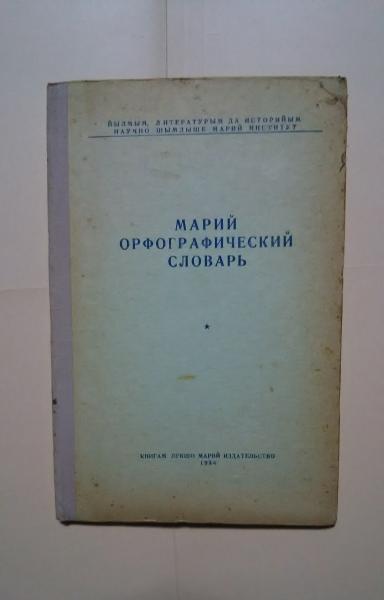 ЙЫЛМЫМ, ЛИТЕРАТУРЫМ ДА ИСТОРИЙЫМ
НАУЧНО ШЫМЛЫШЕ МАРИЙ ИНСТИТУТ
МАРИЙ
ОРФОГРАФИЧЕСКИЙ
СЛОВАРЬ
КНИГАМ ЛУКШО МАРИЙ ИЗДАТЕЛЬСТВО
1954